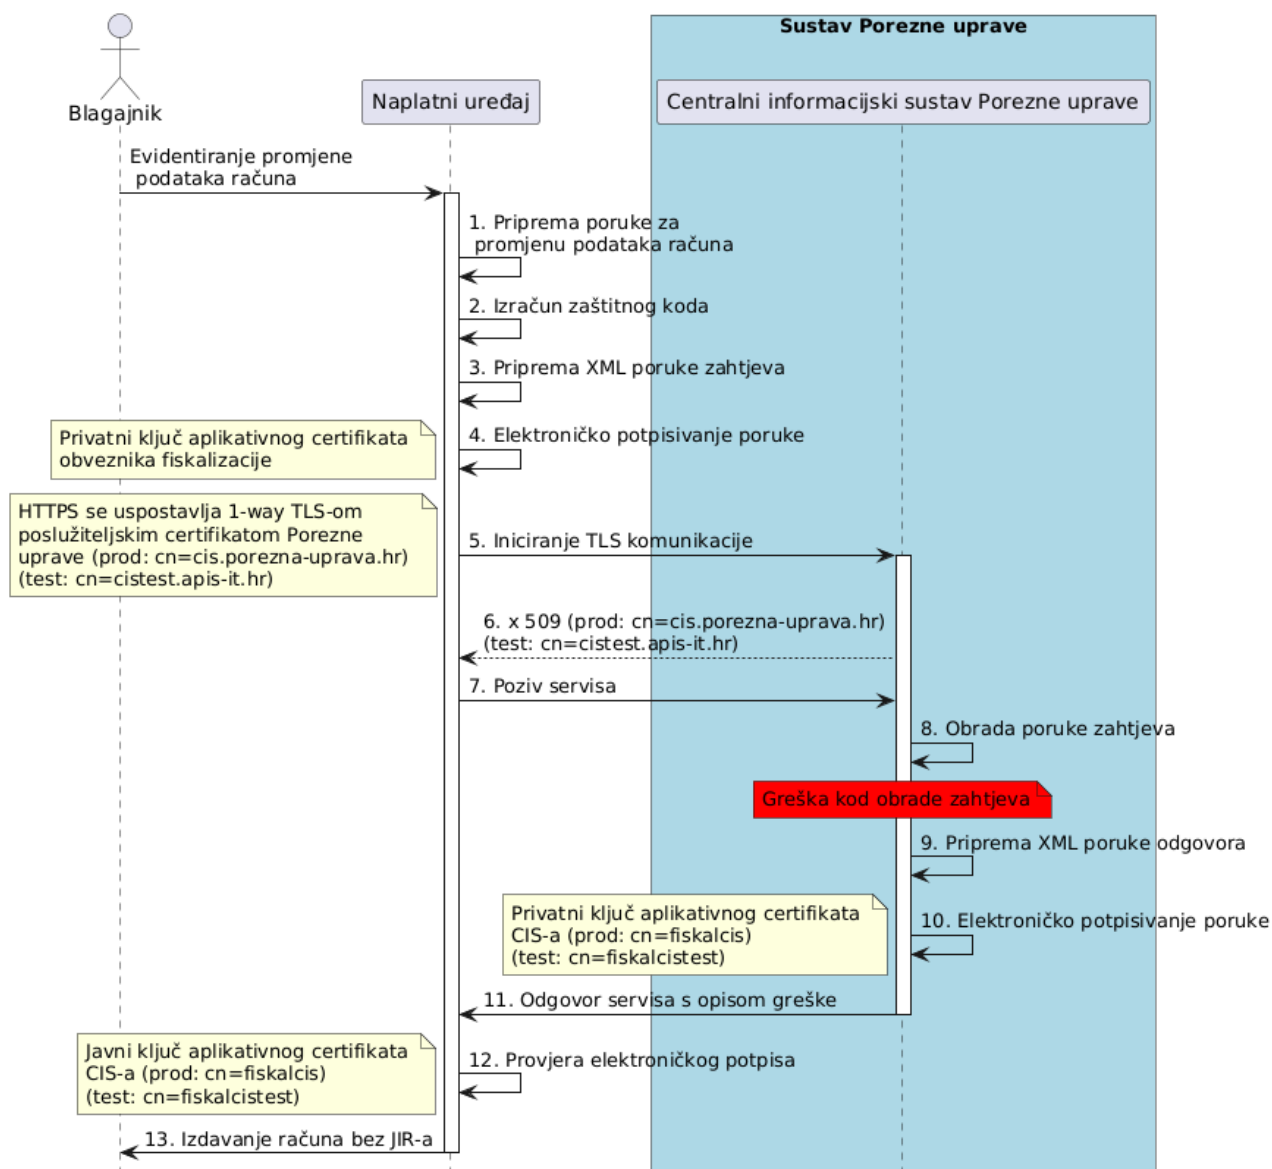 Sustav Porezne uprave
Blagajnik
Naplatni uređaj
Centralni informacijski sustav Porezne uprave
Evidentiranje promjene
podataka računa
1. Priprema poruke za
promjenu podataka računa
2. Izračun zaštitnog koda
3. Priprema XML poruke zahtjeva
Privatni ključ aplikativnog certifikata
obveznika fiskalizacije
4. Elektroničko potpisivanje poruke
HTTPS se uspostavlja 1-way TLS-om
poslužiteljskim certifikatom Porezne
uprave (prod: cn=cis.porezna-uprava.hr)
(test: cn=cistest.apis-it.hr)
5. Iniciranje TLS komunikacije
6. x 509 (prod: cn=cis.porezna-uprava.hr)
(test: cn=cistest.apis-it.hr)
7. Poziv servisa
8. Obrada poruke zahtjeva
Greška kod obrade zahtjeva
9. Priprema XML poruke odgovora
Privatni ključ aplikativnog certifikata
CIS-a (prod: cn=fiskalcis)
(test: cn=fiskalcistest)
10. Elektroničko potpisivanje poruke
11. Odgovor servisa s opisom greške
Javni ključ aplikativnog certifikata
CIS-a (prod: cn=fiskalcis)
(test: cn=fiskalcistest)
12. Provjera elektroničkog potpisa
13. Izdavanje računa bez JIR-a